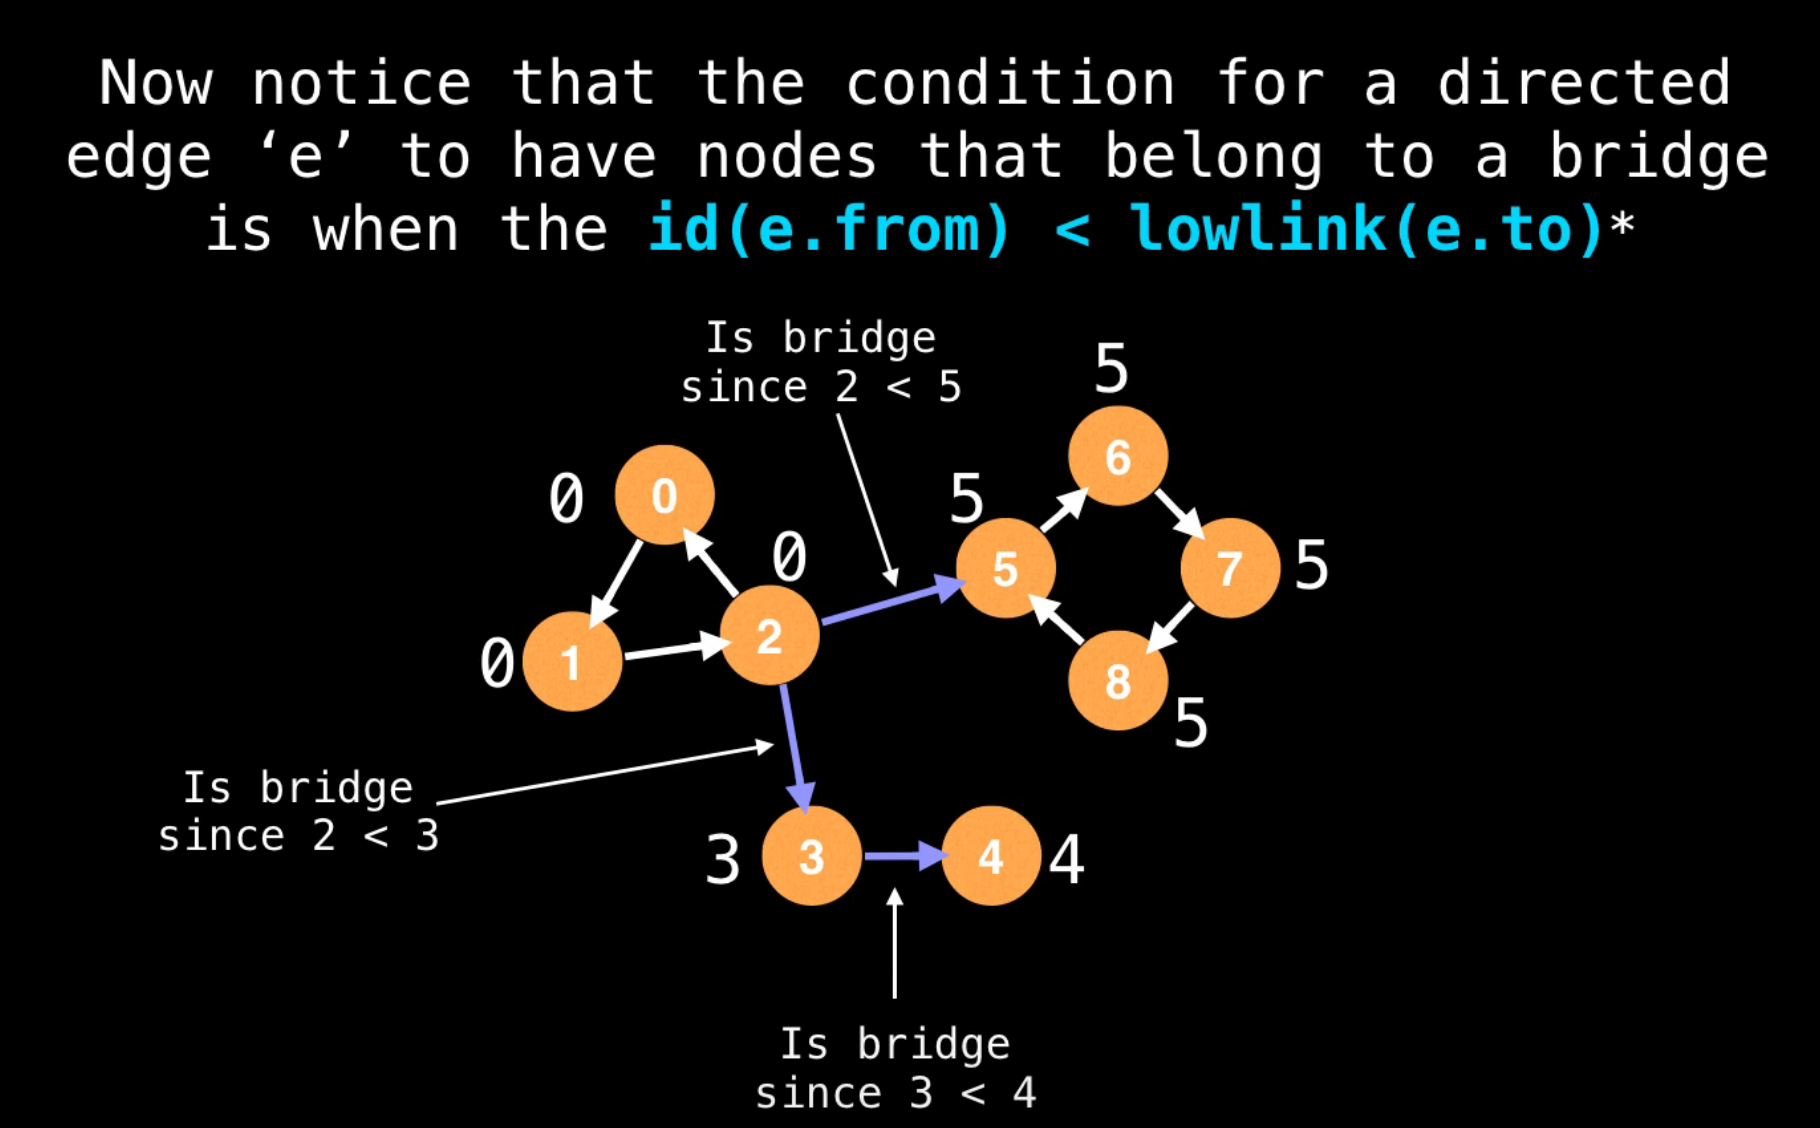 Now notice that the condition for a directed
edge ‘e’ to have nodes that belong to a bridge
is when the id(e.from) < lowlink(e.to)*
Is bridge
since 2 < 5
5
6
0
0
5
5
7
5
0
2
0
1
8
5
Is bridge
since 2 < 3
3
3
4
4
Is bridge
since 3 < 4